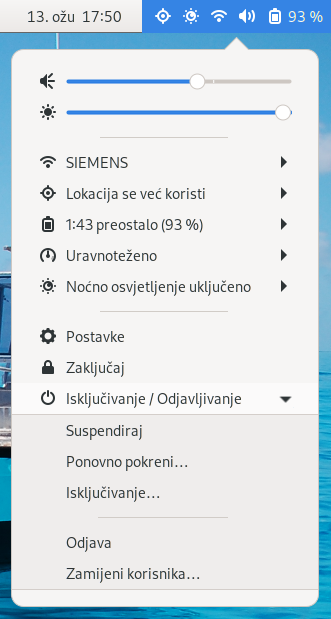 13. ožu 17:50 93 %
SIEMENS
Lokacija se već koristi
1:43 preostalo (93 %)
Uravnoteženo
Noćno osvjetljenje uključeno
Postavke
Zaključaj
Isključivanje / Odjavljivanje
Suspendiraj
Ponovno pokreni…
Isključivanje…
Odjava
Zamijeni korisnika…